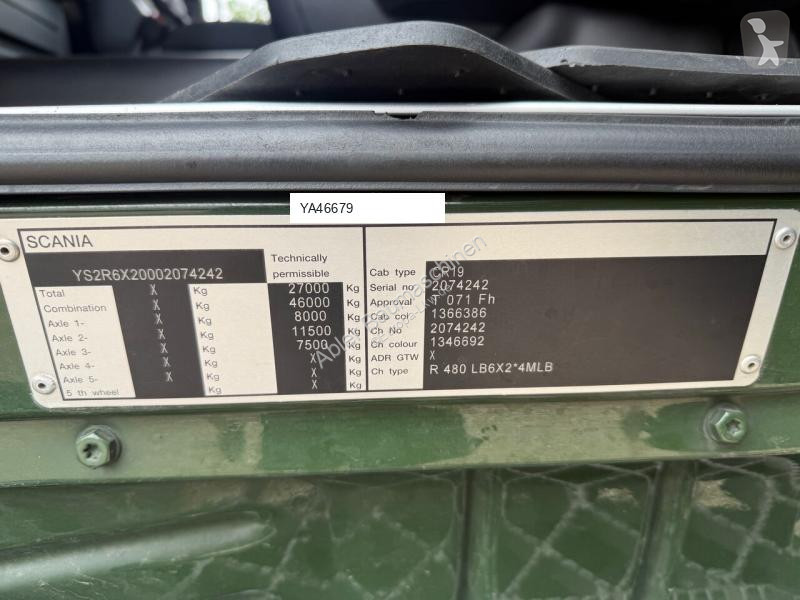 YA46679
SCANIA
YS2R6X20002074242
Technically
permissible
Total X Kg 27000 Kg
Combination X Kg 46000 Kg
Axle 1- X Kg 8000 Kg
Axle 2- X Kg 11500 Kg
Axle 3- X Kg 7500 Kg
Axle 4- X Kg X Kg
Axle 5- X Kg X Kg
5 th wheel Kg X Kg
Cab type CR19
Serial no 2074242
Approval T 071 Fh
Cab col 1366386
Ch No 2074242
Ch colour 1346692
ADR GTW X
Ch type R 480 LB6X2*4MLB
Abler Baumaschinen